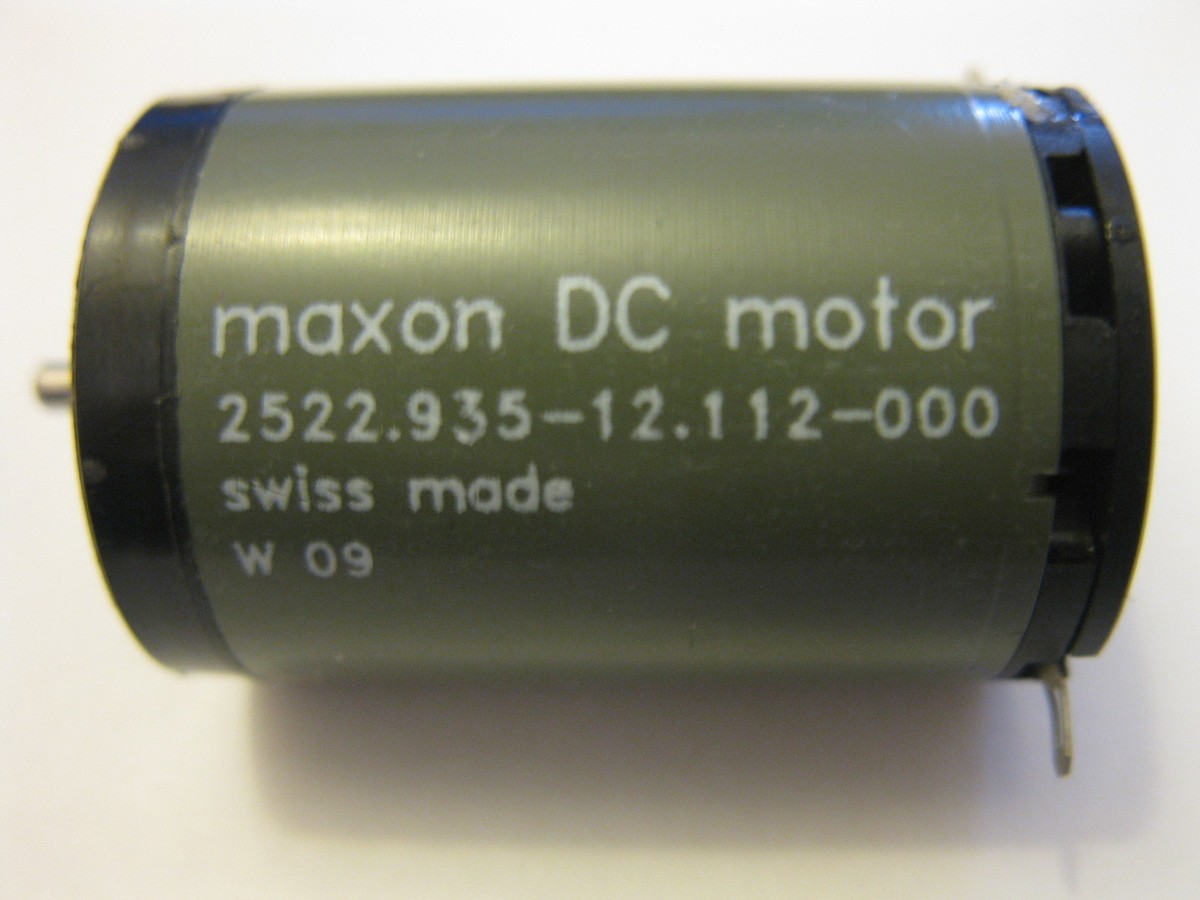 maxon DC motor
2522.935-12.112-000
swiss made
W 09